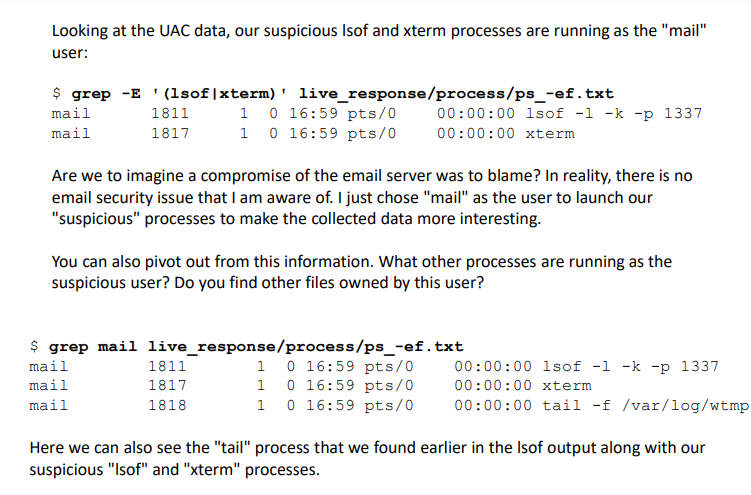 Looking at the UAC data, our suspicious lsof and xterm processes are running as the "mail"
user:
$ grep -E '(lsof|xterm)' live_response/process/ps_-ef.txt
mail 1811 1 0 16:59 pts/0 00:00:00 lsof -l -k -p 1337
mail 1817 1 0 16:59 pts/0 00:00:00 xterm
Are we to imagine a compromise of the email server was to blame? In reality, there is no
email security issue that I am aware of. I just chose "mail" as the user to launch our
"suspicious" processes to make the collected data more interesting.
You can also pivot out from this information. What other processes are running as the
suspicious user? Do you find other files owned by this user?
$ grep mail live_response/process/ps_-ef.txt
mail 1811 1 0 16:59 pts/0 00:00:00 lsof -l -k -p 1337
mail 1817 1 0 16:59 pts/0 00:00:00 xterm
mail 1818 1 0 16:59 pts/0 00:00:00 tail -f /var/log/wtmp
Here we can also see the "tail" process that we found earlier in the lsof output along with our
suspicious "lsof" and "xterm" processes.